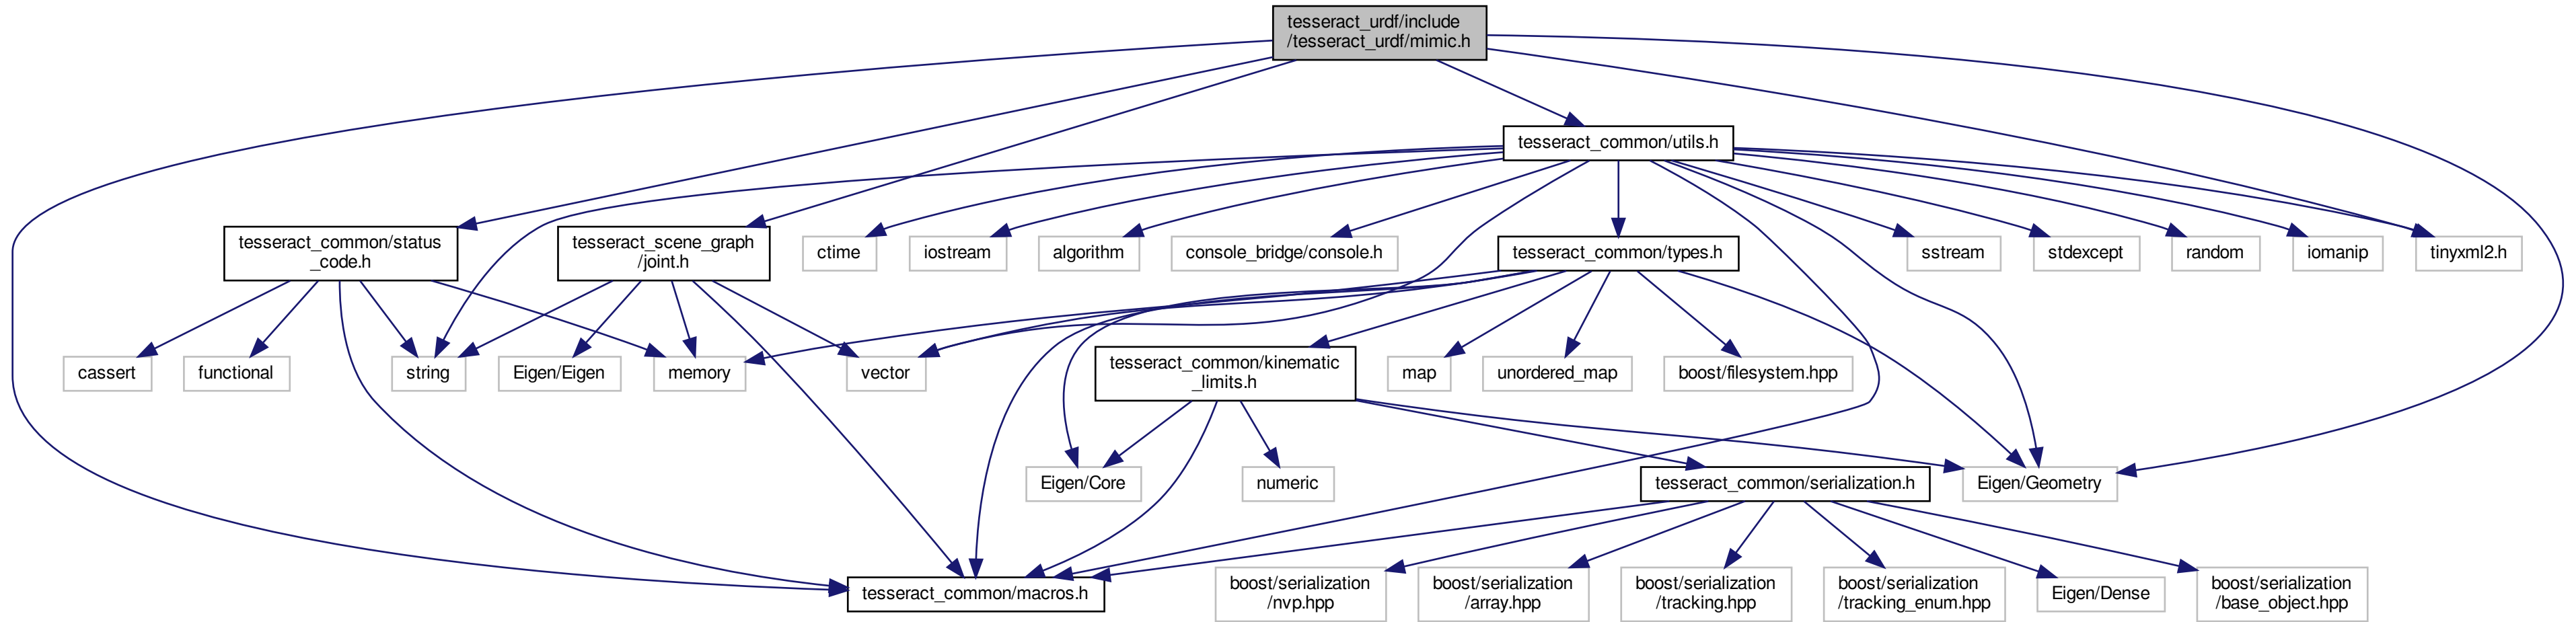 tesseract_urdf/include
/tesseract_urdf/mimic.h
tesseract_common/utils.h
tesseract_common/status
_code.h
tesseract_scene_graph
/joint.h
ctime
iostream
algorithm
console_bridge/console.h
tesseract_common/types.h
sstream
stdexcept
random
iomanip
tinyxml2.h
cassert
functional
string
Eigen/Eigen
memory
vector
tesseract_common/kinematic
_limits.h
map
unordered_map
boost/filesystem.hpp
Eigen/Core
numeric
tesseract_common/serialization.h
Eigen/Geometry
tesseract_common/macros.h
boost/serialization
/nvp.hpp
boost/serialization
/array.hpp
boost/serialization
/tracking.hpp
boost/serialization
/tracking_enum.hpp
Eigen/Dense
boost/serialization
/base_object.hpp